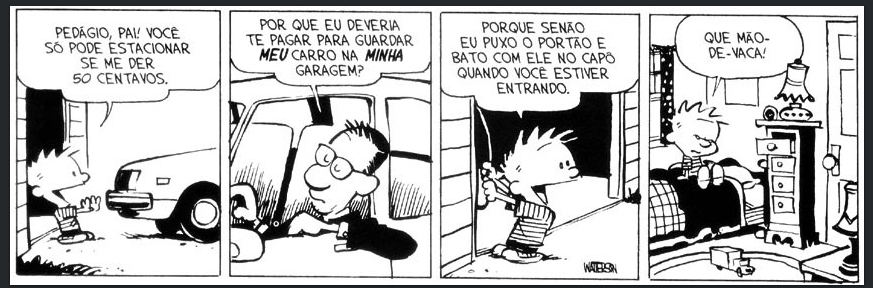 PEDÁGIO, PAI! VOCÊ
SÓ PODE ESTACIONAR
SE ME DER
50 CENTAVOS.
POR QUE EU DEVERIA
TE PAGAR PARA GUARDAR
MEU CARRO NA MINHA
GARAGEM?
PORQUE SENÃO
EU PUXO O PORTÃO E
BATO COM ELE NO CAPÔ
QUANDO VOCÊ ESTIVER
ENTRANDO.
WATTERSON
QUE MÃO-
DE-VACA!